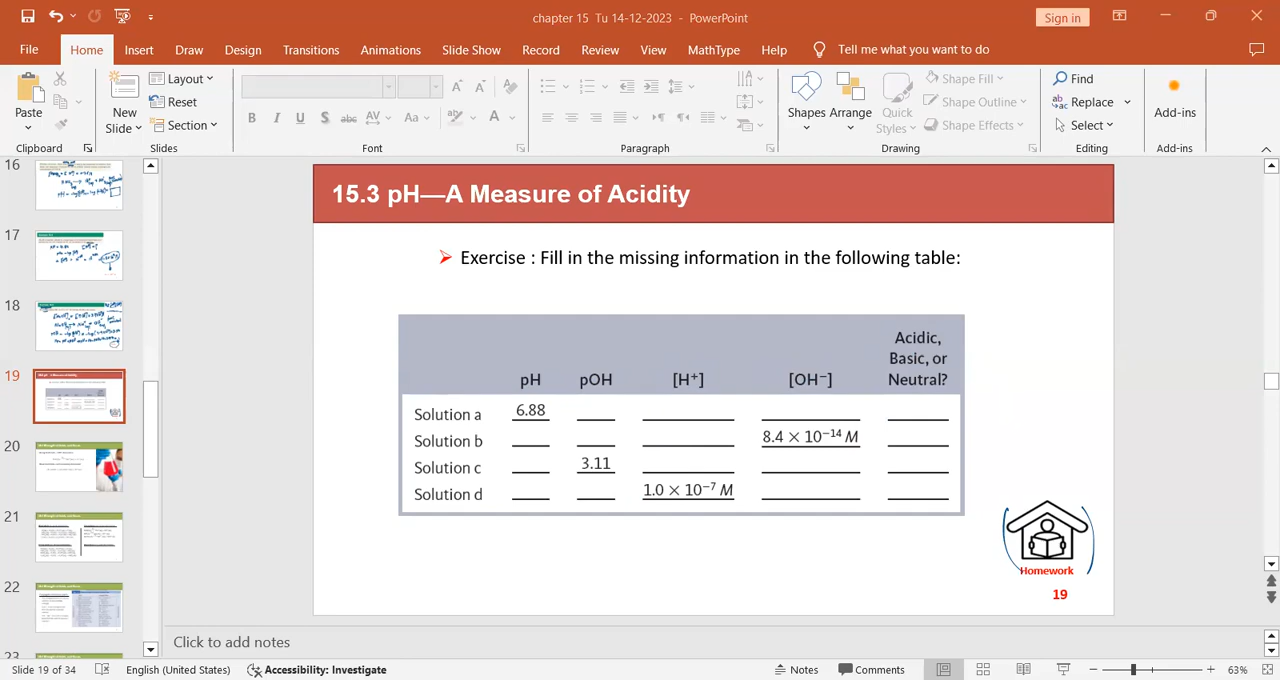 chapter 15 Tu 14-12-2023 - PowerPoint
Sign in
File Home Insert Draw Design Transitions Animations Slide Show Record Review View MathType Help Tell me what you want to do
Paste
New Slide
Layout
Reset
Section
Shapes
Arrange
Quick Styles
Shape Fill
Shape Outline
Shape Effects
Find
Replace
Select
Add-ins
Clipboard Slides Font Paragraph Drawing Editing Add-ins
16
17
18
19
20
21
22
23
15.3 pH—A Measure of Acidity
➢ Exercise : Fill in the missing information in the following table:
pH pOH [H⁺] [OH⁻] Acidic, Basic, or Neutral?
Solution a 6.88
Solution b 8.4 × 10⁻¹⁴ M
Solution c 3.11
Solution d 1.0 × 10⁻⁷ M
Homework
19
Click to add notes
Slide 19 of 34 English (United States) Accessibility: Investigate Notes Comments 63%